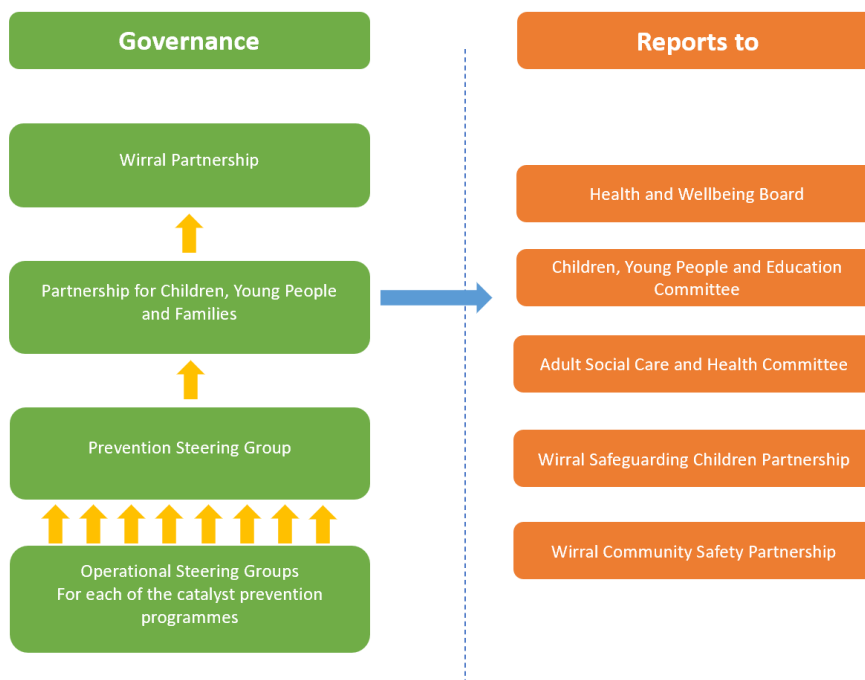 Governance
Wirral Partnership
Partnership for Children, Young People
and Families
Prevention Steering Group
Operational Steering Groups
For each of the catalyst prevention
programmes
Reports to
Health and Wellbeing Board
Children, Young People and Education
Committee
Adult Social Care and Health Committee
Wirral Safeguarding Children Partnership
Wirral Community Safety Partnership